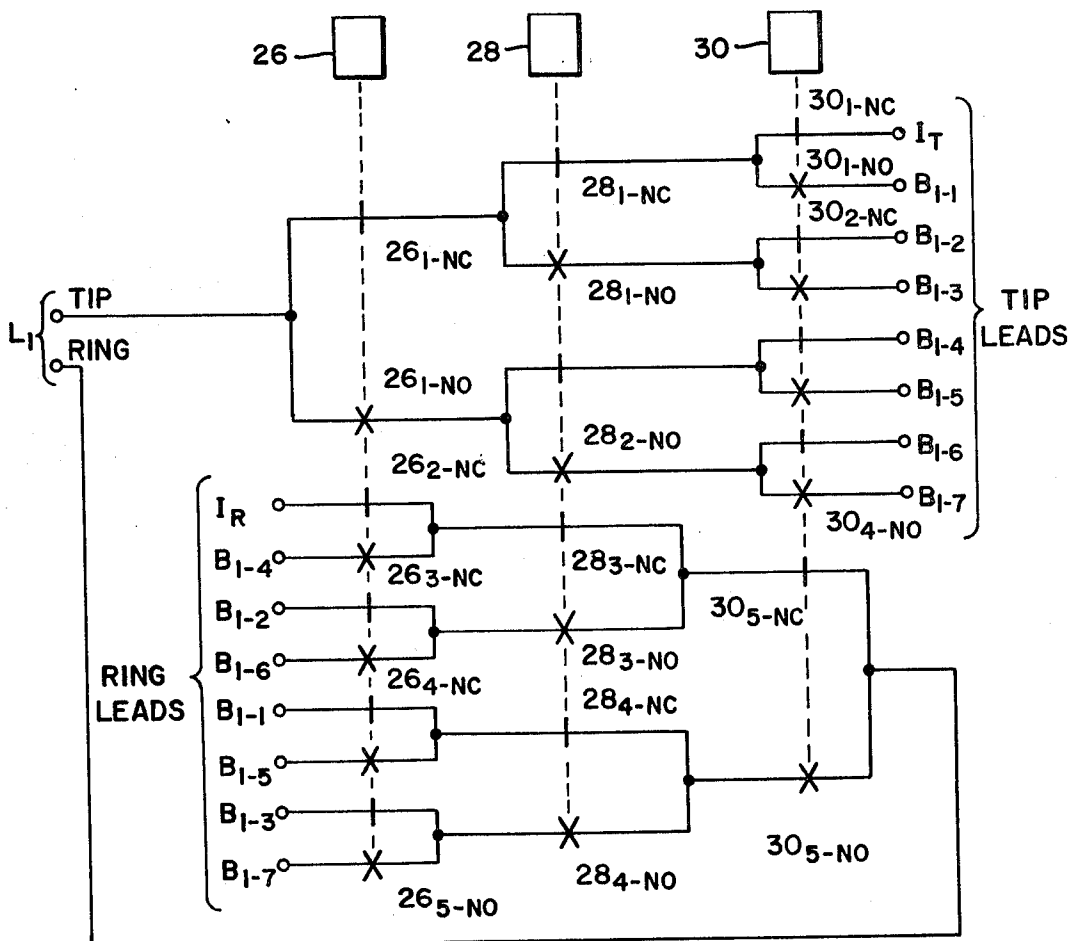 26
28
30
30₁₋NC
I_T
30₁₋NO
B₁₋₁
28₁₋NC
30₂₋NC
B₁₋₂
26₁₋NC
28₁₋NO
B₁₋₃
TIP
L₁
TIP
LEADS
RING
B₁₋₄
26₁₋NO
B₁₋₅
28₂₋NO
B₁₋₆
26₂₋NC
B₁₋₇
I_R
30₄₋NO
B₁₋₄
26₃₋NC
28₃₋NC
B₁₋₂
30₅₋NC
B₁₋₆
28₃₋NO
RING
LEADS
26₄₋NC
28₄₋NC
B₁₋₁
B₁₋₅
B₁₋₃
30₅₋NO
B₁₋₇
28₄₋NO
26₅₋NO